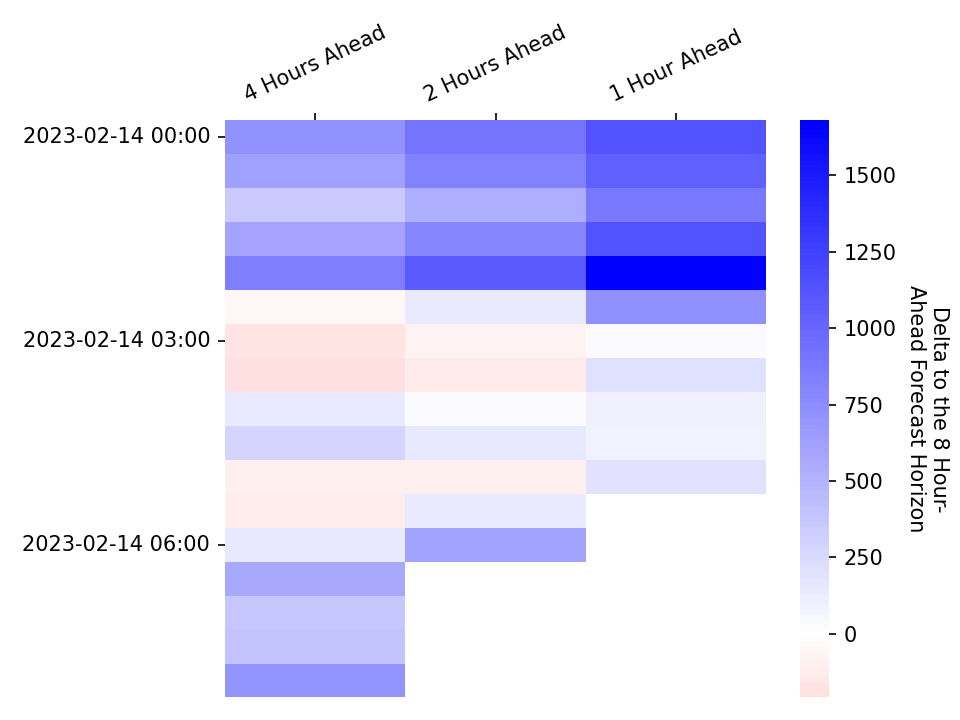 4 Hours Ahead
2 Hours Ahead
1 Hour Ahead
2023-02-14 00:00
2023-02-14 03:00
2023-02-14 06:00
1500
1250
1000
750
500
250
0
Delta to the 8 Hour-
Ahead Forecast Horizon